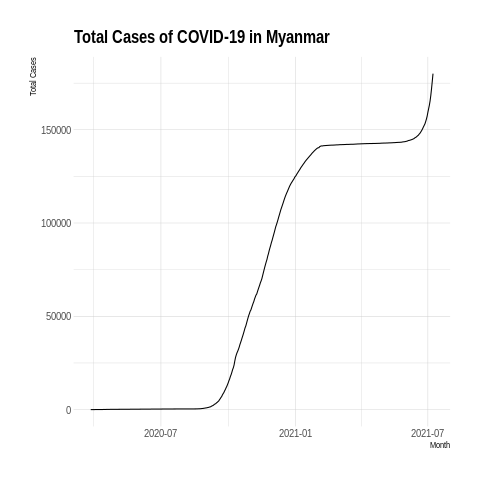 Total Cases of COVID-19 in Myanmar
Total Cases
150000
100000
50000
0
2020-07
2021-01
2021-07
Month